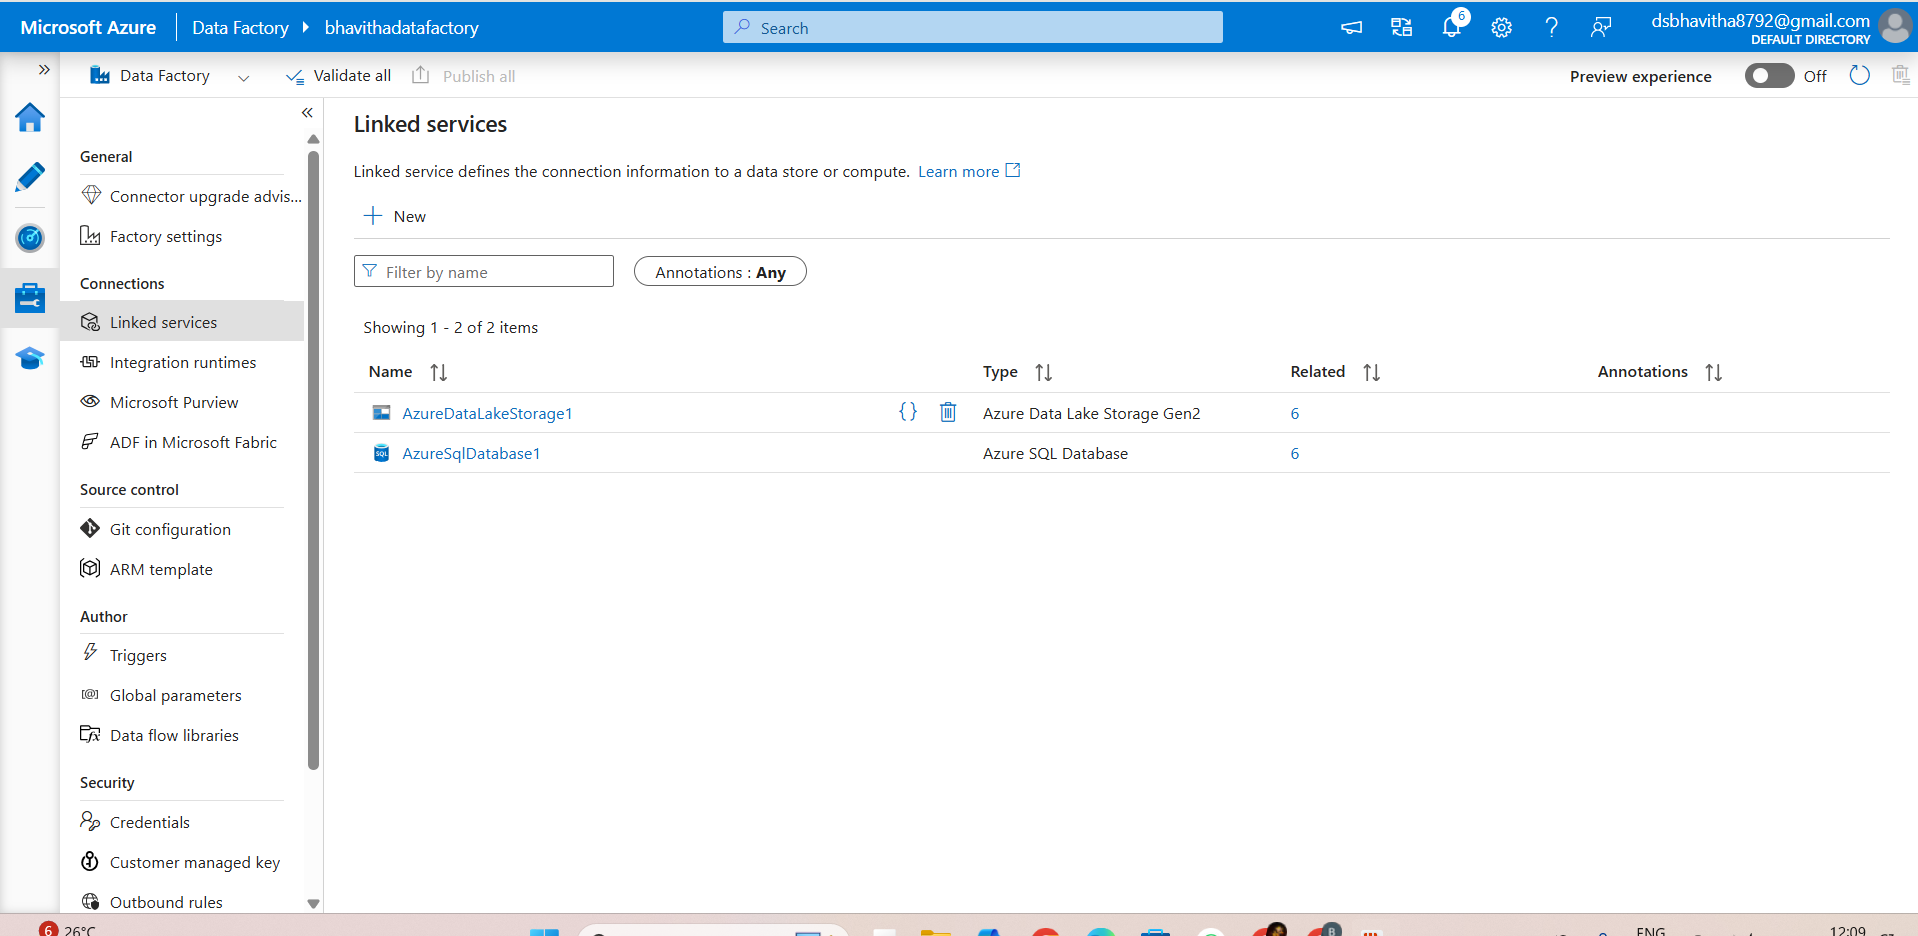 Microsoft Azure Data Factory bhavithadatafactory Search 6 dsbhavitha8792@gmail.com
DEFAULT DIRECTORY
Data Factory Validate all Publish all Preview experience Off
General
Connector upgrade advis...
Factory settings
Connections
Linked services
Integration runtimes
Microsoft Purview
ADF in Microsoft Fabric
Source control
Git configuration
ARM template
Author
Triggers
Global parameters
Data flow libraries
Security
Credentials
Customer managed key
Outbound rules
Linked services
Linked service defines the connection information to a data store or compute. Learn more
New
Filter by name Annotations : Any
Showing 1 - 2 of 2 items
Name Type Related Annotations
AzureDataLakeStorage1 {} Azure Data Lake Storage Gen2 6
SQL AzureSqlDatabase1 Azure SQL Database 6
6 26°C B ENG 12:09